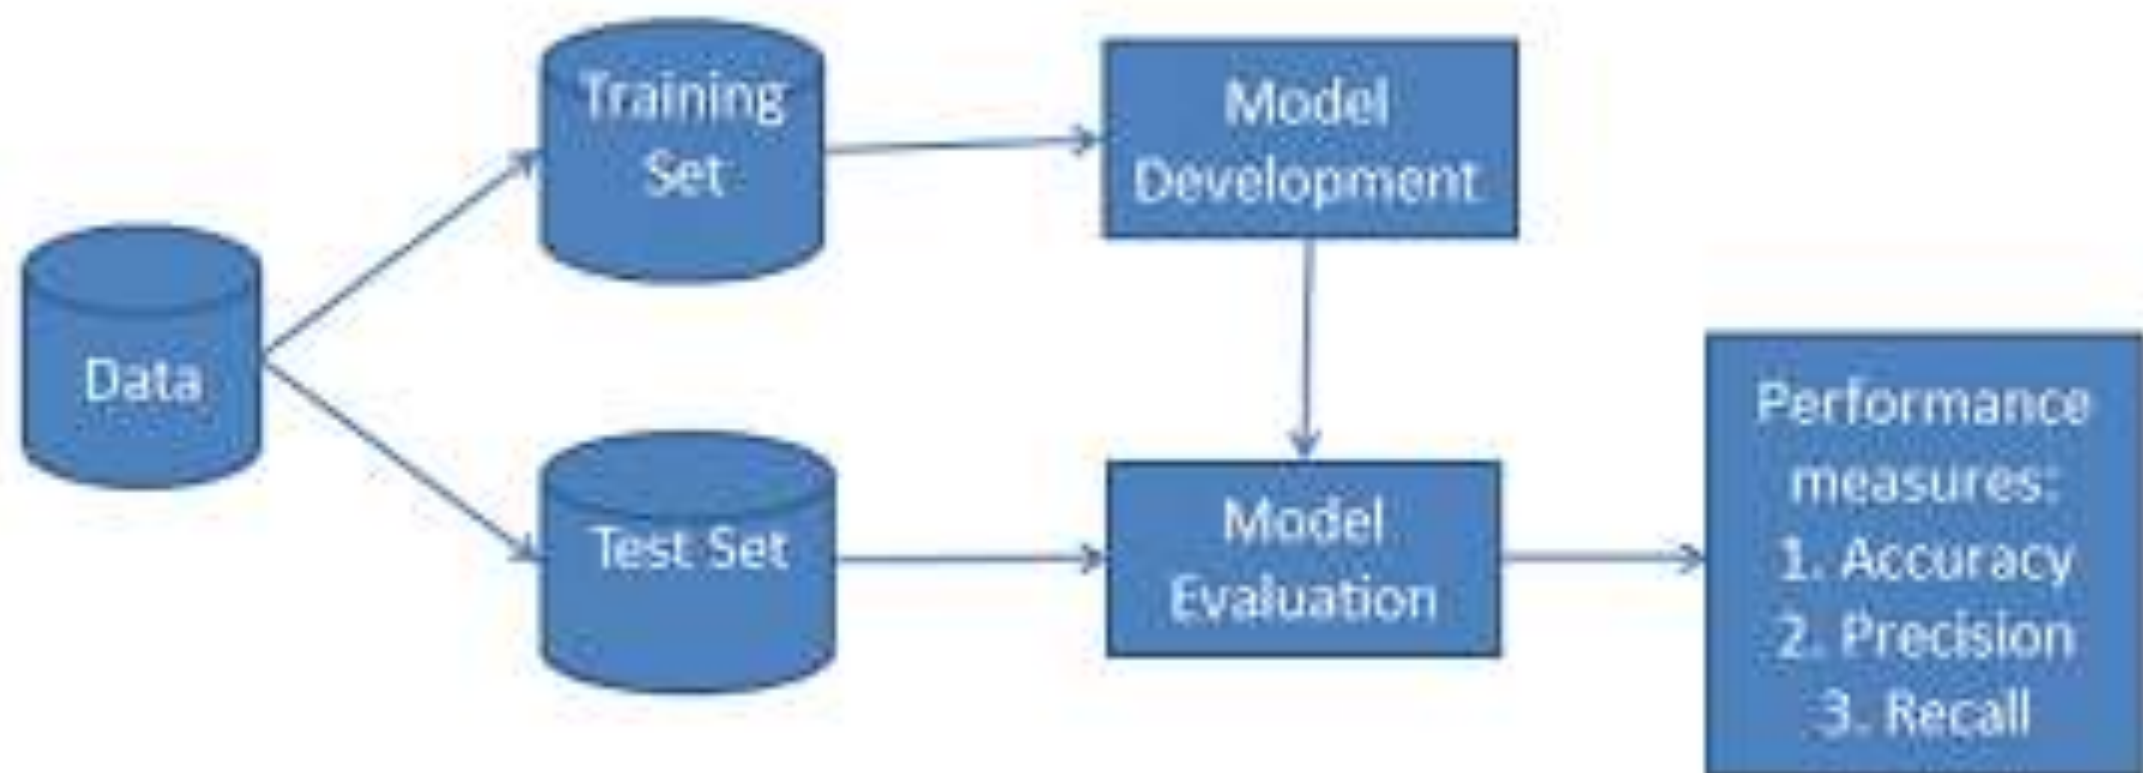 Training
Set
Model
Development
Data
Test Set
Model
Evaluation
Performance
measures:
1. Accuracy
2. Precision
3. Recall